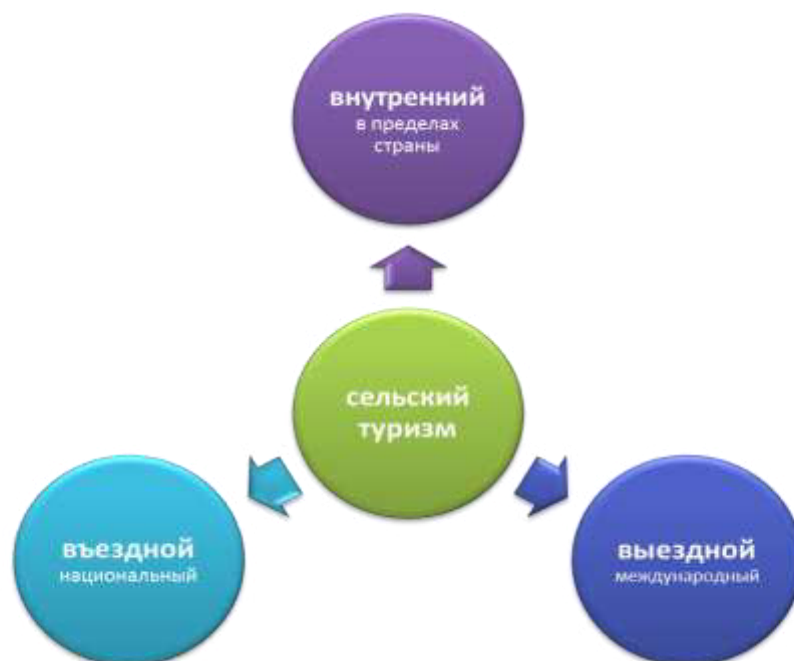 внутренний
в пределах
страны
сельский
туризм
въездной
национальный
выездной
международный